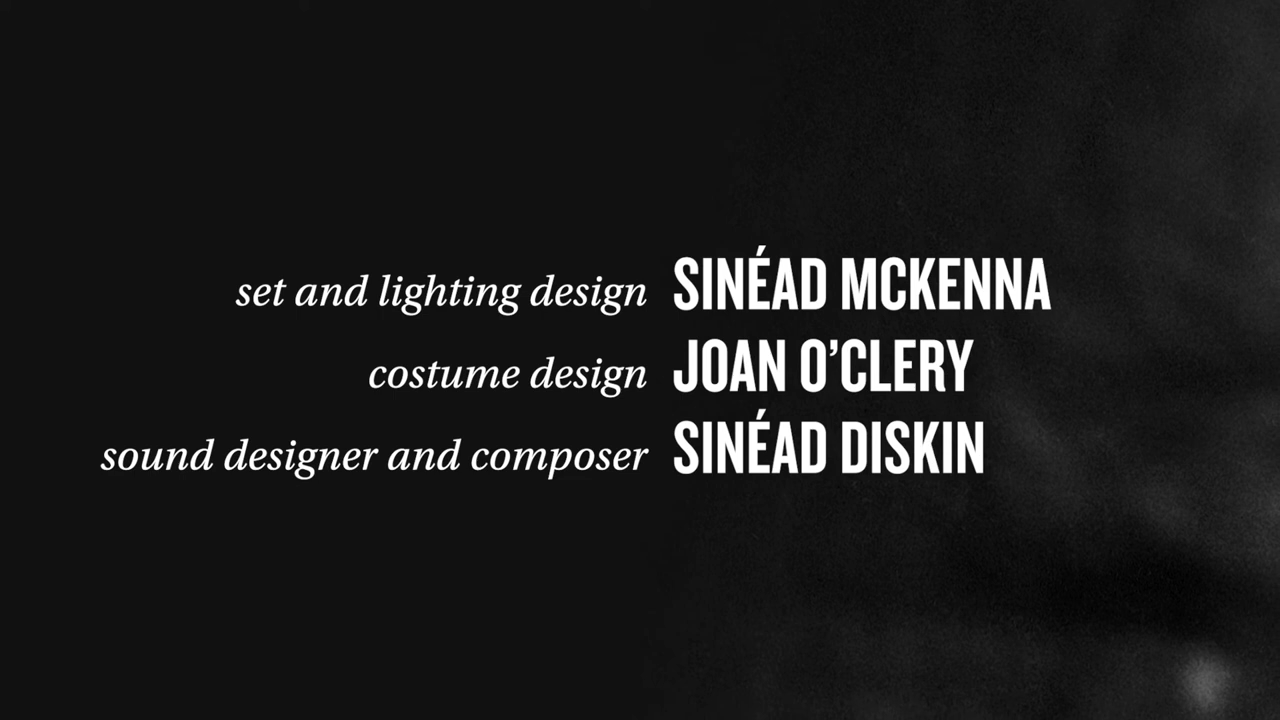 set and lighting design SINÉAD MCKENNA
costume design JOAN O’CLERY
sound designer and composer SINÉAD DISKIN